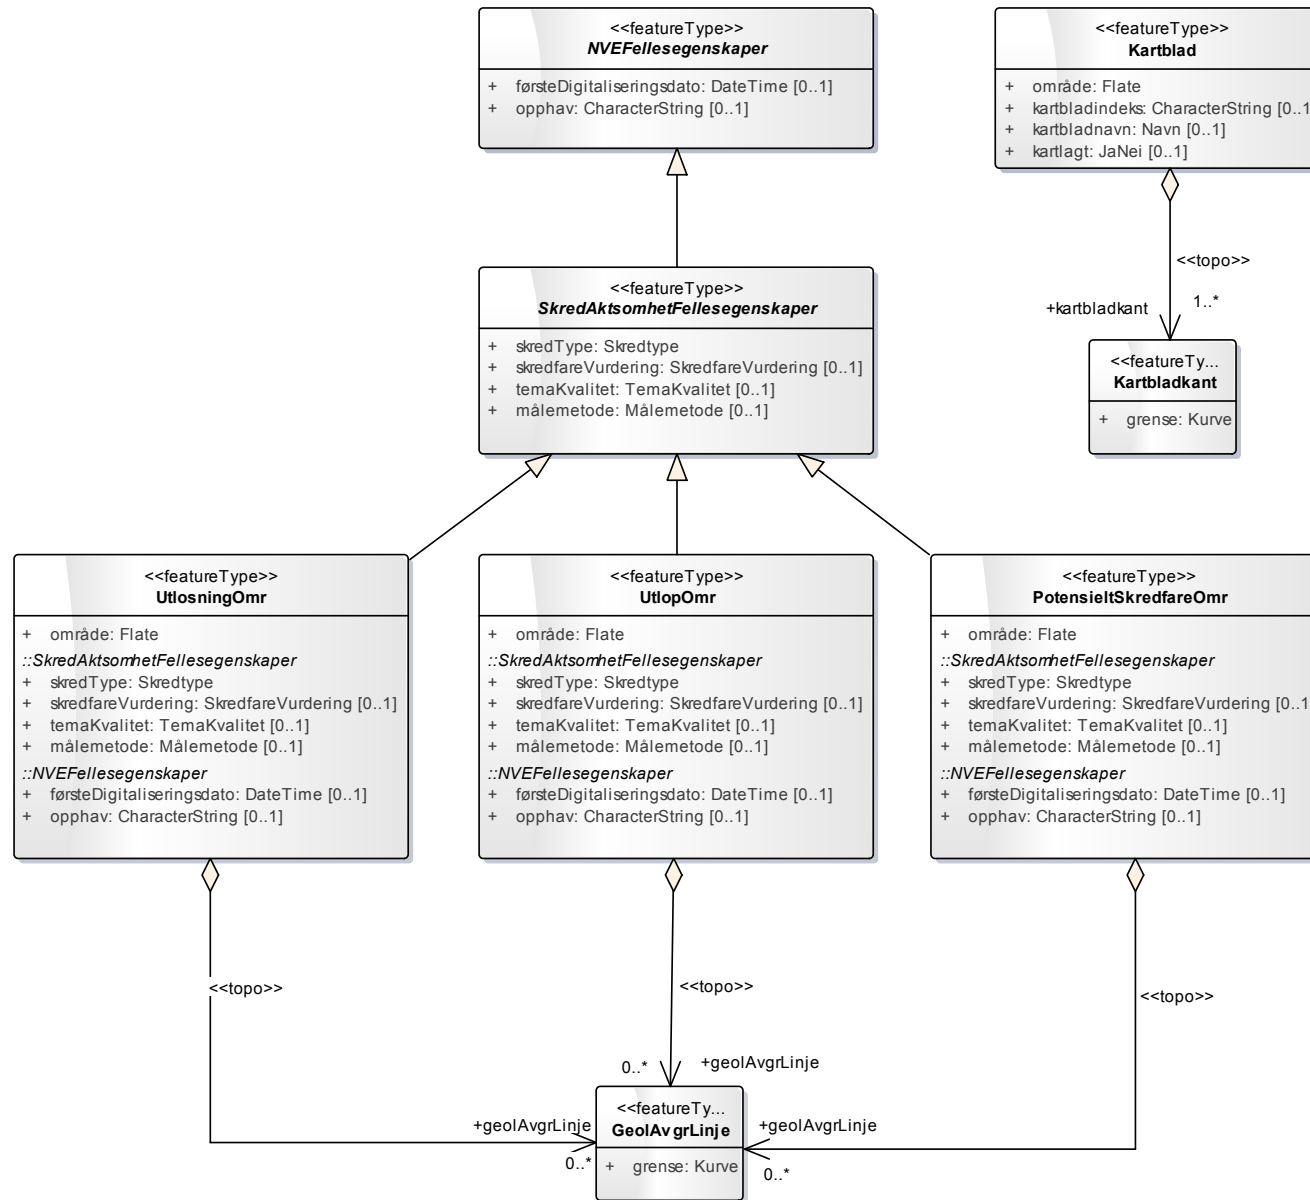 <<featureType>>
NVEFellesegenskaper
+ førsteDigitaliseringsdato: DateTime [0..1]
+ opphav: CharacterString [0..1]
<<featureType>>
Kartblad
+ område: Flate
+ kartbladindeks: CharacterString [0..1
+ kartbladnavn: Navn [0..1]
+ kartlagt: JaNei [0..1]
<<topo>>
+kartbladkant
1..*
<<featureTy...
Kartbladkant
+ grense: Kurve
<<featureType>>
SkredAktsomhetFellesegenskaper
+ skredType: Skredtype
+ skredfareVurdering: SkredfareVurdering [0..1]
+ temaKvalitet: TemaKvalitet [0..1]
+ målemetode: Målemetode [0..1]
<<featureType>>
UtlosningOmr
+ område: Flate
::SkredAktsomhetFellesegenskaper
+ skredType: Skredtype
+ skredfareVurdering: SkredfareVurdering [0..1]
+ temaKvalitet: TemaKvalitet [0..1]
+ målemetode: Målemetode [0..1]
::NVEFellesegenskaper
+ førsteDigitaliseringsdato: DateTime [0..1]
+ opphav: CharacterString [0..1]
<<featureType>>
UtlopOmr
+ område: Flate
::SkredAktsomhetFellesegenskaper
+ skredType: Skredtype
+ skredfareVurdering: SkredfareVurdering [0..1]
+ temaKvalitet: TemaKvalitet [0..1]
+ målemetode: Målemetode [0..1]
::NVEFellesegenskaper
+ førsteDigitaliseringsdato: DateTime [0..1]
+ opphav: CharacterString [0..1]
<<featureType>>
PotensieltSkredfareOmr
+ område: Flate
::SkredAktsomhetFellesegenskaper
+ skredType: Skredtype
+ skredfareVurdering: SkredfareVurdering [0..1
+ temaKvalitet: TemaKvalitet [0..1]
+ målemetode: Målemetode [0..1]
::NVEFellesegenskaper
+ førsteDigitaliseringsdato: DateTime [0..1]
+ opphav: CharacterString [0..1]
<<topo>>
<<topo>>
<<topo>>
0..*
+geolAvgrLinje
+geolAvgrLinje
0..*
+geolAvgrLinje
0..*
<<featureTy...
GeolAvgrLinje
+ grense: Kurve